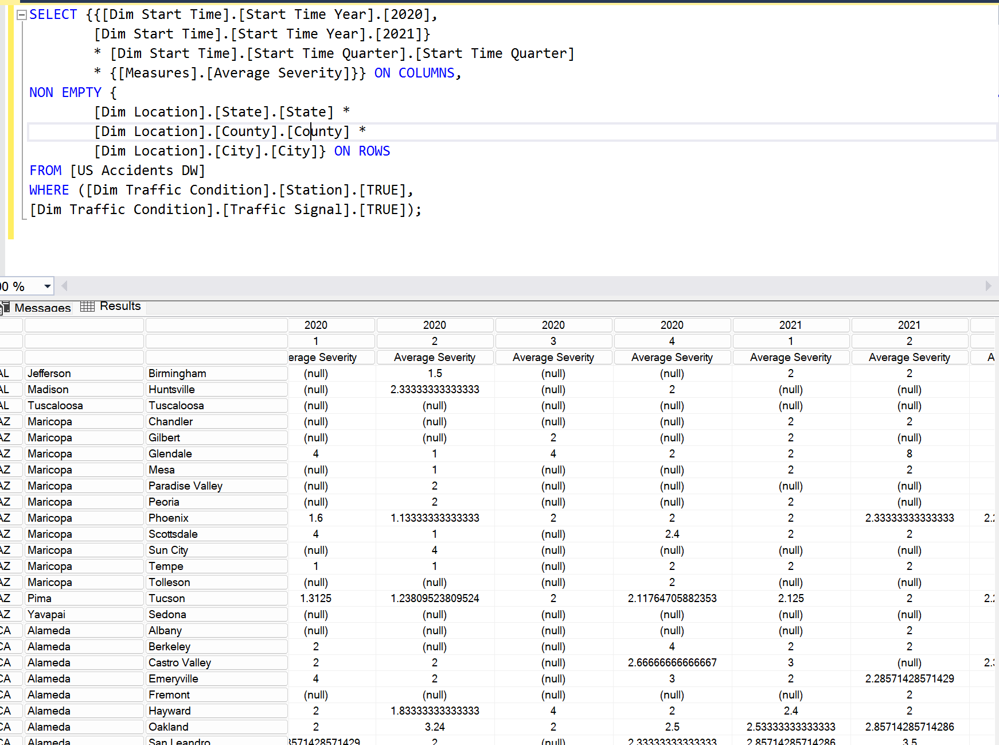 SELECT {{[Dim Start Time].[Start Time Year].[2020],
[Dim Start Time].[Start Time Year].[2021]}
* [Dim Start Time].[Start Time Quarter].[Start Time Quarter]
* {[Measures].[Average Severity]}} ON COLUMNS,
NON EMPTY {
[Dim Location].[State].[State] *
[Dim Location].[County].[County] *
[Dim Location].[City].[City]} ON ROWS
FROM [US Accidents DW]
WHERE ([Dim Traffic Condition].[Station].[TRUE],
[Dim Traffic Condition].[Traffic Signal].[TRUE]);
00 %
Messages Results
2020 2020 2020 2020 2021 2021
1 2 3 4 1 2
erage Severity Average Severity Average Severity Average Severity Average Severity Average Severity A
AL Jefferson Birmingham (null) 1.5 (null) (null) 2 2
AL Madison Huntsville (null) 2.33333333333333 (null) 2 (null) (null)
AL Tuscaloosa Tuscaloosa (null) (null) (null) (null) (null) (null)
AZ Maricopa Chandler (null) (null) (null) (null) 2 2
AZ Maricopa Gilbert (null) (null) 2 (null) 2 (null)
AZ Maricopa Glendale 4 1 4 2 2 8
AZ Maricopa Mesa (null) 1 (null) (null) 2 2
AZ Maricopa Paradise Valley (null) 2 (null) (null) (null) (null)
AZ Maricopa Peoria (null) 2 (null) (null) 2 (null)
AZ Maricopa Phoenix 1.6 1.13333333333333 2 2 2 2.33333333333333 2.2
AZ Maricopa Scottsdale 4 1 (null) 2.4 2 2
AZ Maricopa Sun City (null) 4 (null) (null) (null) (null)
AZ Maricopa Tempe 1 1 (null) 2 2 2
AZ Maricopa Tolleson (null) (null) (null) 2 (null) (null)
AZ Pima Tucson 1.3125 1.23809523809524 2 2.11764705882353 2.125 2 2.2
AZ Yavapai Sedona (null) (null) (null) (null) (null) (null)
CA Alameda Albany (null) (null) (null) (null) (null) 2
CA Alameda Berkeley 2 (null) (null) 4 2 2
CA Alameda Castro Valley 2 2 (null) 2.66666666666667 3 (null) 2.
CA Alameda Emeryville 4 2 (null) 3 2 2.28571428571429
CA Alameda Fremont (null) (null) (null) (null) (null) 2
CA Alameda Hayward 2 1.83333333333333 4 2 2.4 2
CA Alameda Oakland 2 3.24 2 2.5 2.53333333333333 2.85714285714286
CA Alameda San Leandro 3571428571429 2 (null) 2.33333333333333 2.85714285714286 3.5